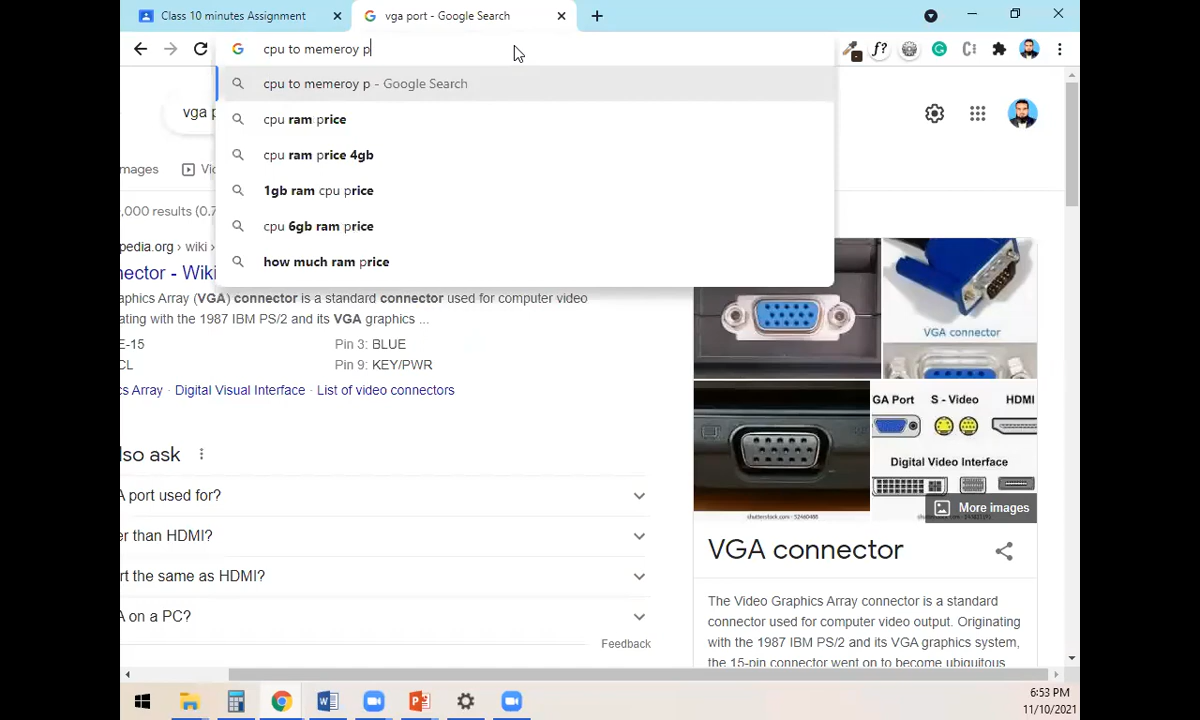 Class 10 minutes Assignment
vga port - Google Search
cpu to memeroy p
cpu to memeroy p - Google Search
cpu ram price
cpu ram price 4gb
1gb ram cpu price
cpu 6gb ram price
how much ram price
vga p
mages
Vic
,000 results (0.7
pedia.org › wiki ›
nector - Wiki
aphics Array (VGA) connector is a standard connector used for computer video
ating with the 1987 IBM PS/2 and its VGA graphics ...
E-15
Pin 3: BLUE
CL
Pin 9: KEY/PWR
cs Array · Digital Visual Interface · List of video connectors
lso ask
A port used for?
er than HDMI?
rt the same as HDMI?
A on a PC?
Feedback
VGA connector
GA Port
S - Video
HDMI
Digital Video Interface
More images
VGA connector
The Video Graphics Array connector is a standard
connector used for computer video output. Originating
with the 1987 IBM PS/2 and its VGA graphics system,
the 15-pin connector went on to become ubiquitous
6:53 PM
11/10/2021